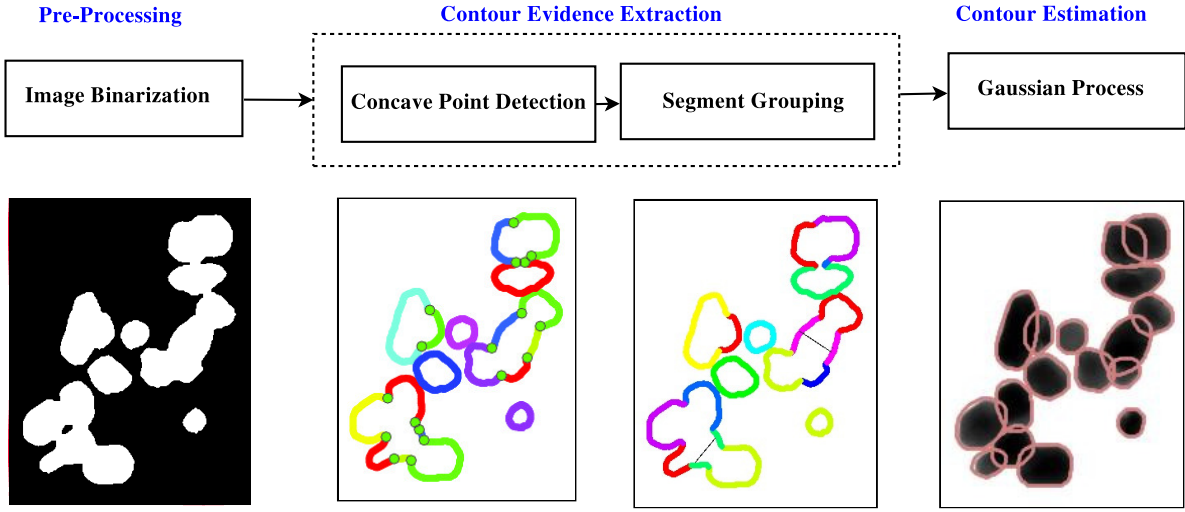 Pre-Processing
Contour Evidence Extraction
Contour Estimation
Image Binarization
Concave Point Detection
Segment Grouping
Gaussian Process